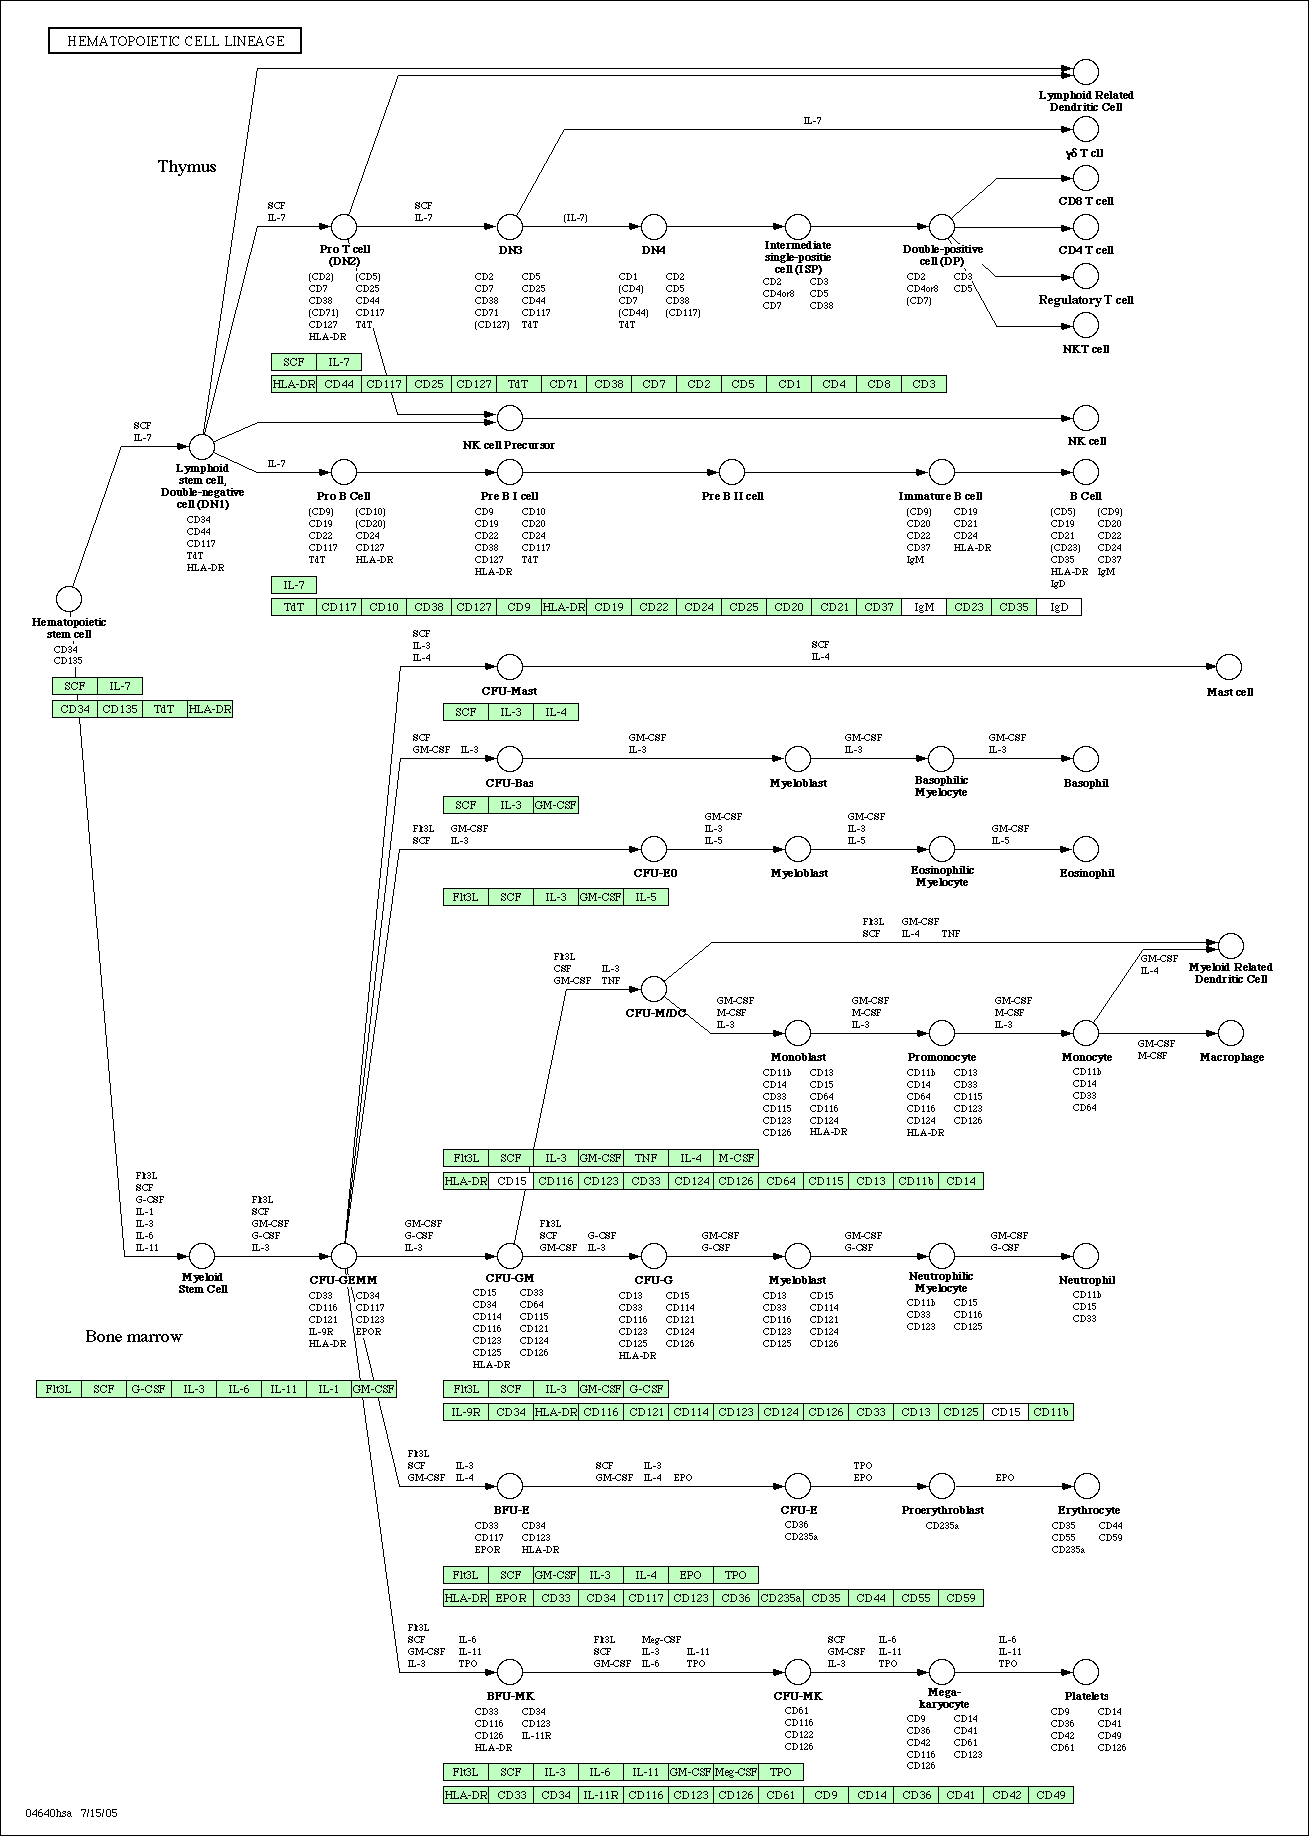 HEMATOPOIETIC CELL LINEAGE
Lymphoid Related
Dendritic Cell
IL-7
γδ T cell
Thymus
CD8 T cell
SCF
IL-7
SCF
IL-7
(IL-7)
Pro T cell
(DN2)
DN3
DN4
Intermediate
single-positie
cell (ISP)
Double-positive
cell (DP)
CD4 T cell
Regulatory T cell
NKT cell
(CD2) (CD5)
CD7 CD25
CD38 CD44
(CD71) CD117
CD127 TdT
HLA-DR
CD2 CD5
CD7 CD25
CD38 CD44
CD71 CD117
(CD127) TdT
CD1 CD2
(CD4) CD5
CD7 CD38
(CD44) (CD117)
TdT
CD2 CD3
CD4or8 CD5
CD7 CD38
CD2 CD3
CD4or8 CD5
(CD7)
SCF IL-7
HLA-DR CD44 CD117 CD25 CD127 TdT CD71 CD38 CD7 CD2 CD5 CD1 CD4 CD8 CD3
SCF
IL-7
NK cell Precursor
NK cell
Lymphoid
stem cell,
Double-negative
cell (DN1)
CD34
CD44
CD117
TdT
HLA-DR
IL-7
Pro B Cell
Pre B I cell
Pre B II cell
Immature B cell
B Cell
(CD9) (CD10)
CD19 (CD20)
CD22 CD24
CD117 CD127
TdT HLA-DR
CD9 CD10
CD19 CD20
CD22 CD24
CD38 CD117
CD127 TdT
HLA-DR
(CD9) CD19
CD20 CD21
CD22 CD24
CD37 HLA-DR
IgM
(CD5) (CD9)
CD19 CD20
CD21 CD22
(CD23) CD24
CD35 CD37
HLA-DR IgM
IgD
IL-7
TdT CD117 CD10 CD38 CD127 CD9 HLA-DR CD19 CD22 CD24 CD25 CD20 CD21 CD37 IgM CD23 CD35 IgD
Hematopoietic
stem cell
CD34
CD135
SCF IL-7
CD34 CD135 TdT HLA-DR
SCF
IL-3
IL-4
SCF
IL-4
CFU-Mast
Mast cell
SCF IL-3 IL-4
SCF
GM-CSF IL-3
GM-CSF
IL-3
GM-CSF
IL-3
GM-CSF
IL-3
CFU-Bas
Myeloblast
Basophilic
Myelocyte
Basophil
SCF IL-3 GM-CSF
Flt3L GM-CSF
SCF IL-3
GM-CSF
IL-3
IL-5
GM-CSF
IL-3
IL-5
GM-CSF
IL-5
CFU-E0
Myeloblast
Eosinophilic
Myelocyte
Eosinophil
Flt3L SCF IL-3 GM-CSF IL-5
Flt3L GM-CSF
SCF IL-4 TNF
Flt3L
CSF IL-3
GM-CSF TNF
CFU-M/DC
GM-CSF
IL-4
Myeloid Related
Dendritic Cell
GM-CSF
M-CSF
IL-3
GM-CSF
M-CSF
IL-3
GM-CSF
M-CSF
IL-3
GM-CSF
M-CSF
Monoblast
Promonocyte
Monocyte
Macrophage
CD11b CD13
CD14 CD15
CD33 CD64
CD115 CD116
CD123 CD124
CD126 HLA-DR
CD11b CD13
CD14 CD33
CD64 CD115
CD116 CD123
CD124 CD126
HLA-DR
CD11b
CD14
CD33
CD64
Flt3L SCF IL-3 GM-CSF TNF IL-4 M-CSF
HLA-DR CD15 CD116 CD123 CD33 CD124 CD126 CD64 CD115 CD13 CD11b CD14
Flt3L
SCF
G-CSF
IL-1
IL-3
IL-6
IL-11
Flt3L
SCF
GM-CSF
G-CSF
IL-3
GM-CSF
G-CSF
IL-3
Flt3L
SCF G-CSF
GM-CSF IL-3
GM-CSF
G-CSF
GM-CSF
G-CSF
GM-CSF
G-CSF
Myeloid
Stem Cell
CFU-GEMM
CFU-GM
CFU-G
Myeloblast
Neutrophilic
Myelocyte
Neutrophil
CD33 CD34
CD116 CD117
CD121 CD123
IL-9R EPOR
HLA-DR
CD15 CD33
CD34 CD64
CD114 CD115
CD116 CD121
CD123 CD124
CD125 CD126
HLA-DR
CD13 CD15
CD33 CD114
CD116 CD121
CD123 CD124
CD125 CD126
HLA-DR
CD13 CD15
CD33 CD114
CD116 CD121
CD123 CD124
CD125 CD126
CD11b CD15
CD33 CD116
CD123 CD125
CD11b
CD15
CD33
Bone marrow
Flt3L SCF G-CSF IL-3 IL-6 IL-11 IL-1 GM-CSF
Flt3L SCF IL-3 GM-CSF G-CSF
IL-9R CD34 HLA-DR CD116 CD121 CD114 CD123 CD124 CD126 CD33 CD13 CD125 CD15 CD11b
Flt3L
SCF IL-3
GM-CSF IL-4
SCF IL-3
GM-CSF IL-4 EPO
TPO
EPO
EPO
BFU-E
CFU-E
Proerythroblast
Erythrocyte
CD33 CD34
CD117 CD123
EPOR HLA-DR
CD36
CD235a
CD235a
CD35 CD44
CD55 CD59
CD235a
Flt3L SCF GM-CSF IL-3 IL-4 EPO TPO
HLA-DR EPOR CD33 CD34 CD117 CD123 CD36 CD235a CD35 CD44 CD55 CD59
Flt3L
SCF IL-6
GM-CSF IL-11
IL-3 TPO
Flt3L Meg-CSF
SCF IL-3 IL-11
GM-CSF IL-6 TPO
SCF IL-6
GM-CSF IL-11
IL-3 TPO
IL-6
IL-11
TPO
BFU-MK
CFU-MK
Mega-
karyocyte
Platelets
CD33 CD34
CD116 CD123
CD126 IL-11R
HLA-DR
CD61
CD116
CD122
CD126
CD9 CD14
CD36 CD41
CD42 CD61
CD116 CD123
CD126
CD9 CD14
CD36 CD41
CD42 CD49
CD61 CD126
Flt3L SCF IL-3 IL-6 IL-11 GM-CSF Meg-CSF TPO
HLA-DR CD33 CD34 IL-11R CD116 CD123 CD126 CD61 CD9 CD14 CD36 CD41 CD42 CD49
04640hsa 7/15/05